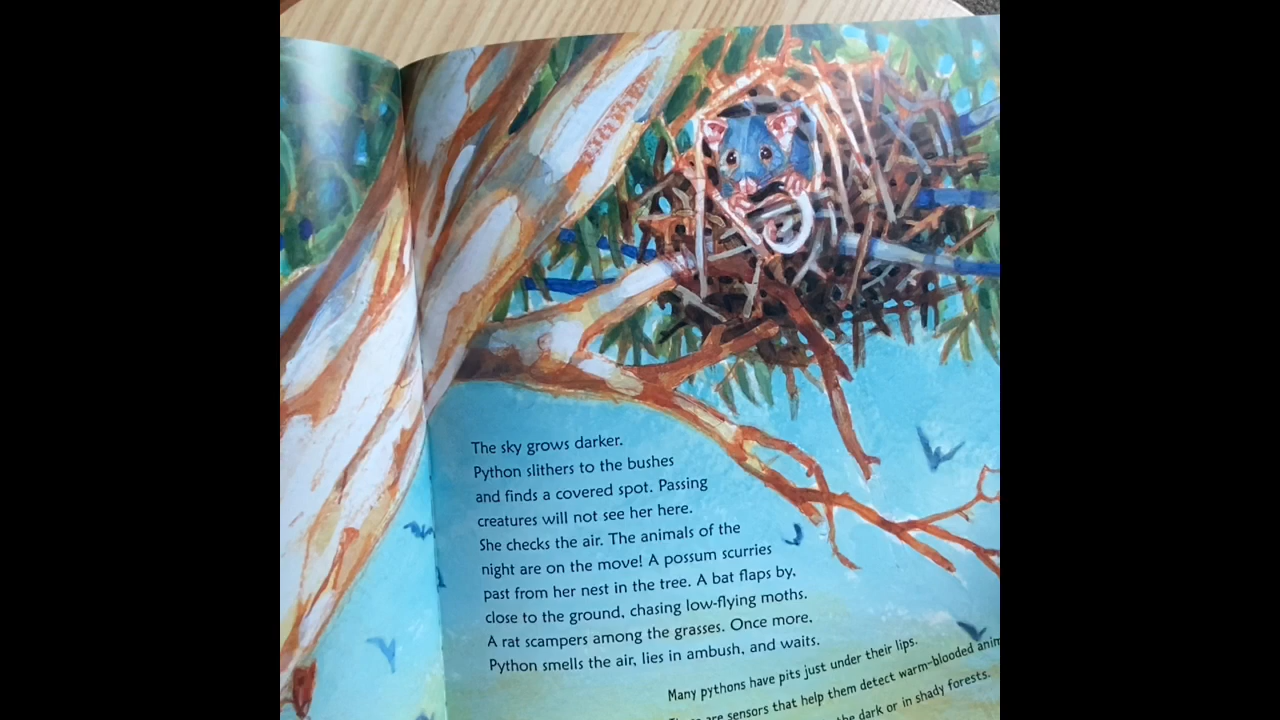 The sky grows darker.
Python slithers to the bushes
and finds a covered spot. Passing
creatures will not see her here.
She checks the air. The animals of the
night are on the move! A possum scurries
past from her nest in the tree. A bat flaps by,
close to the ground, chasing low-flying moths.
A rat scampers among the grasses. Once more,
Python smells the air, lies in ambush, and waits.
Many pythons have pits just under their lips.
are sensors that help them detect warm-blooded
the dark or in shady forests.